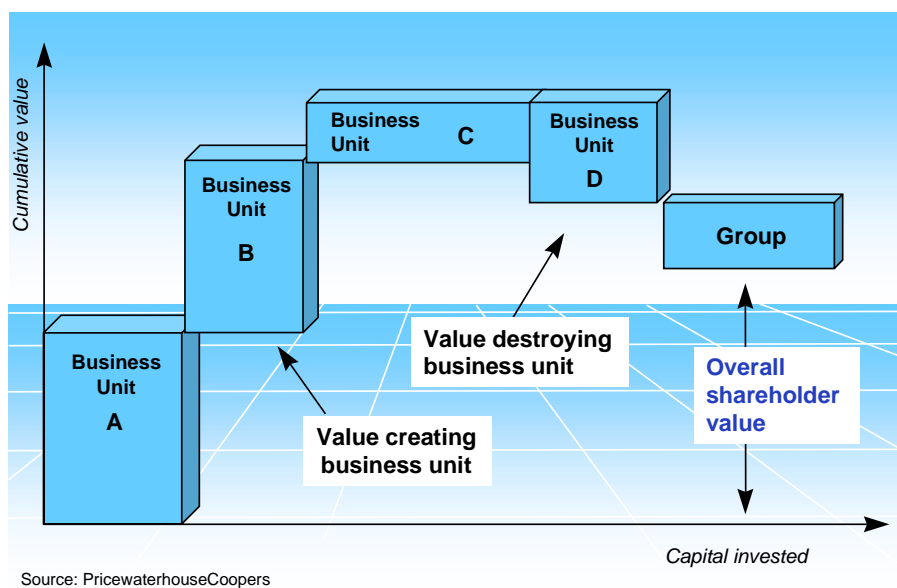 Cumulative value
Business
Unit
A
Business
Unit
B
Business
Unit C
Business
Unit
D
Group
Value creating
business unit
Value destroying
business unit
Overall
shareholder
value
Capital invested
Source: PricewaterhouseCoopers